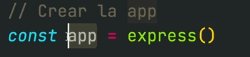 // Crear la app
const app = express()